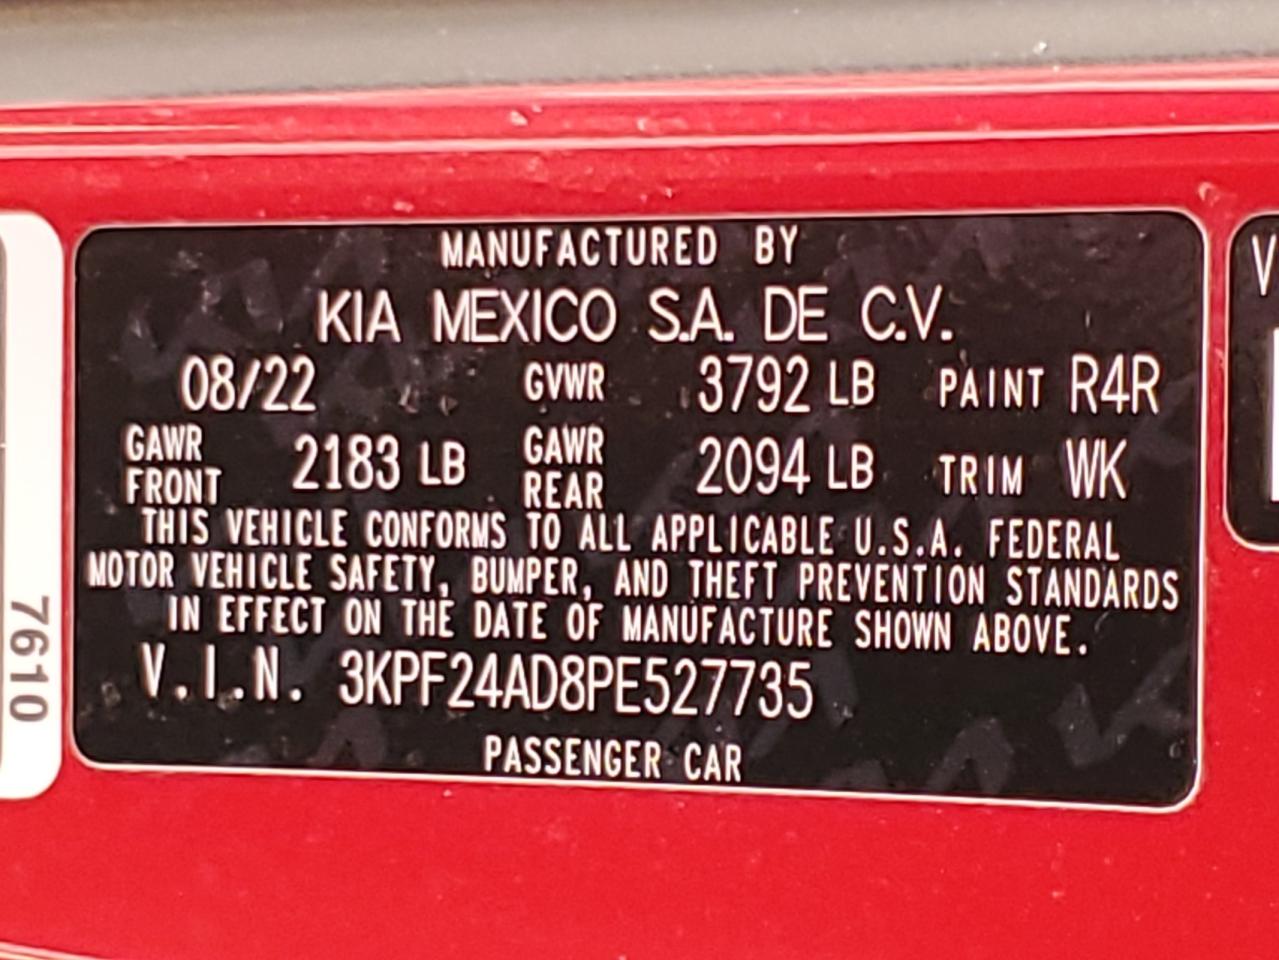 MANUFACTURED BY
KIA MEXICO S.A. DE C.V.
08/22 GVWR 3792 LB PAINT R4R
GAWR FRONT 2183 LB GAWR REAR 2094 LB TRIM WK
THIS VEHICLE CONFORMS TO ALL APPLICABLE U.S.A. FEDERAL
MOTOR VEHICLE SAFETY, BUMPER, AND THEFT PREVENTION STANDARDS
IN EFFECT ON THE DATE OF MANUFACTURE SHOWN ABOVE.
V.I.N. 3KPF24AD8PE527735
PASSENGER CAR
7610
V